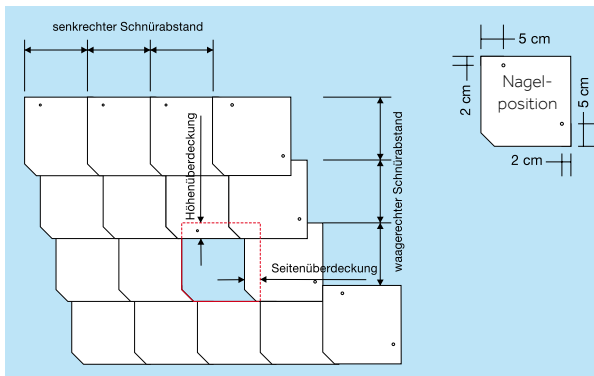 senkrechter Schnürabstand
5 cm
2 cm
Nagel-
position
5 cm
2 cm
Höhenüberdeckung
waagerechter Schnürabstand
Seitenüberdeckung